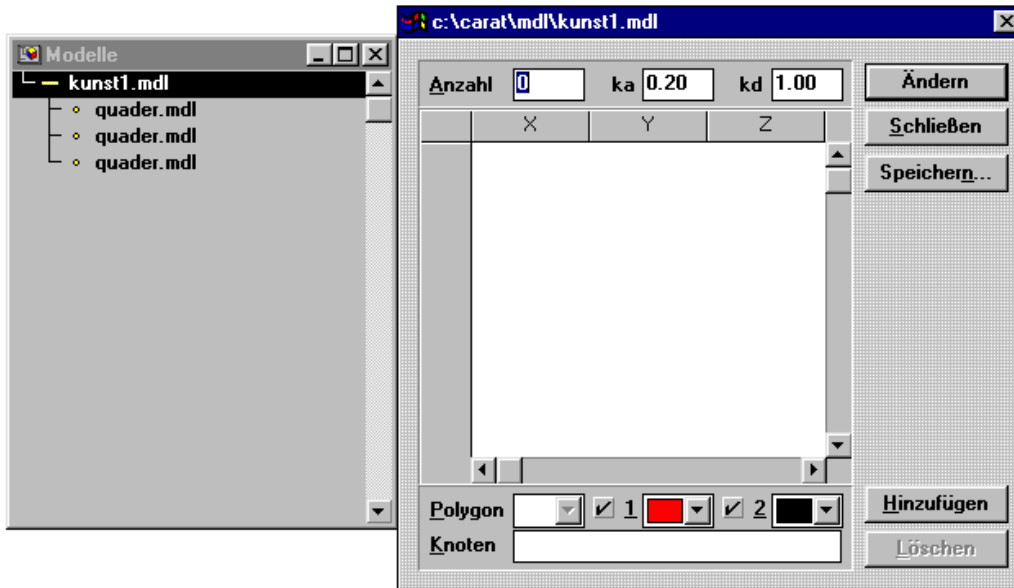 Modelle
kunst1.mdl
quader.mdl
quader.mdl
quader.mdl
c:\carat\mdl\kunst1.mdl
Anzahl 0 ka 0.20 kd 1.00
X Y Z
Ändern
Schließen
Speichern...
Polygon 1 2
Knoten
Hinzufügen
Löschen